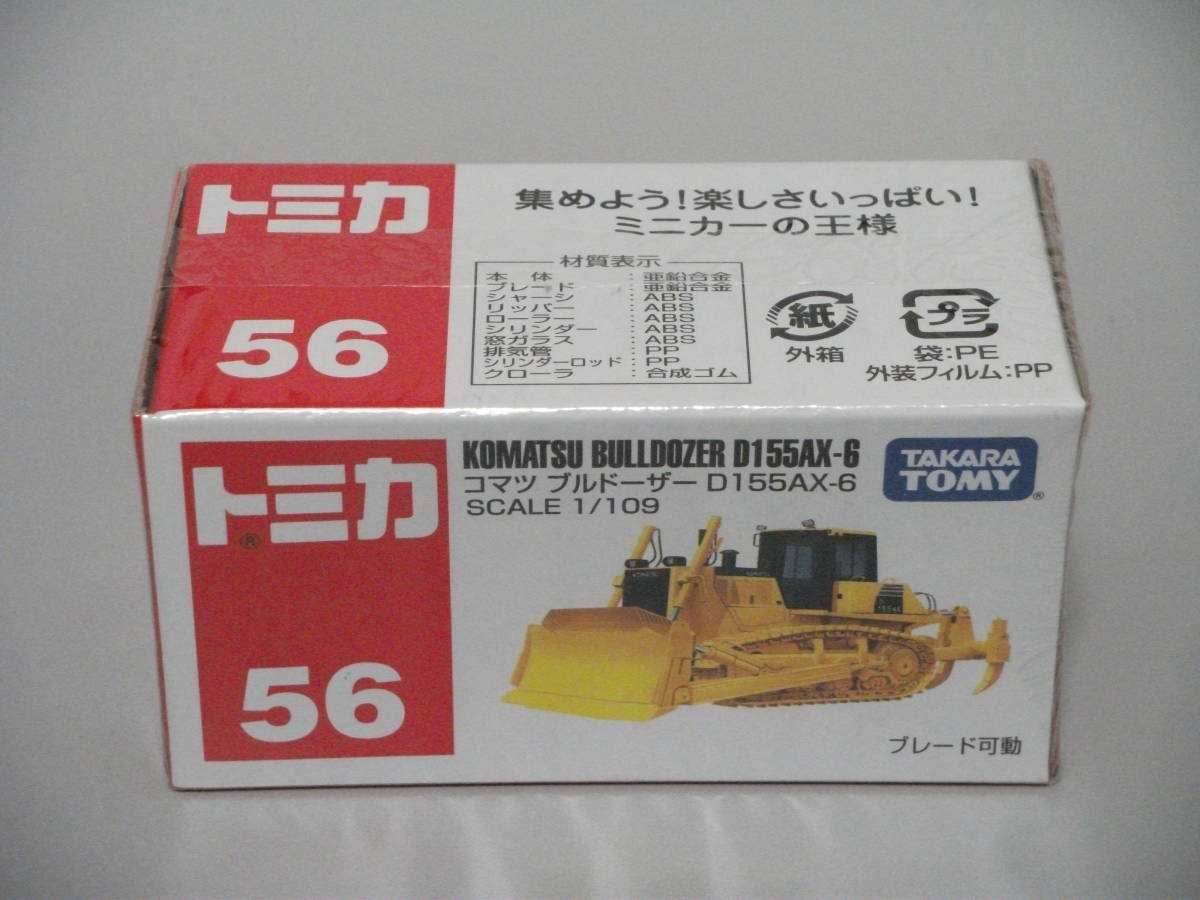 トミカ
56
集めよう!楽しさいっぱい!
ミニカーの王様
材質表示
本体:亜鉛合金
ブレード:亜鉛合金
シャーシ:ABS
リッパー:ABS
ローラー:ABS
シリンダー:ABS
窓ガラス:ABS
排気管:PP
シリンダーロッド:PP
クローラ:合成ゴム
紙
外箱
プラ
袋:PE
外装フィルム:PP
トミカ®
56
KOMATSU BULLDOZER D155AX-6
コマツ ブルドーザー D155AX-6
SCALE 1/109
TAKARA
TOMY®
ブレード可動